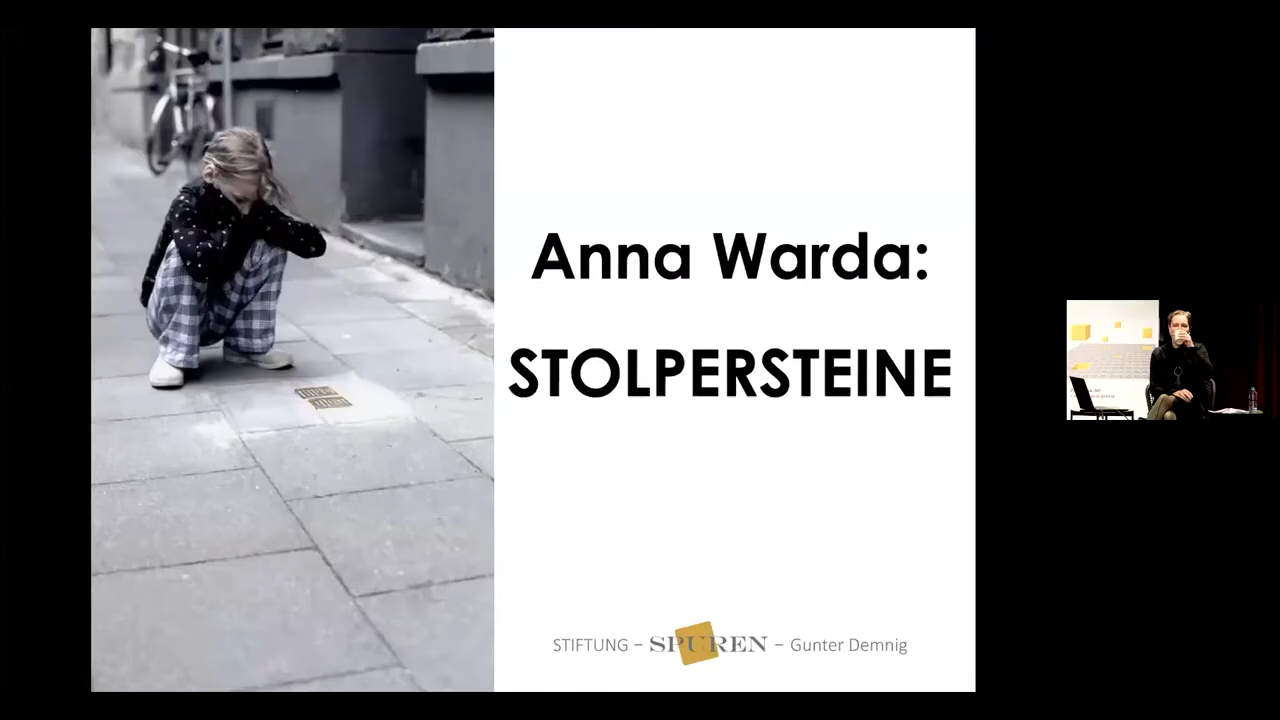 Anna Warda:
STOLPERSTEINE
STIFTUNG – SPUREN – Gunter Demnig